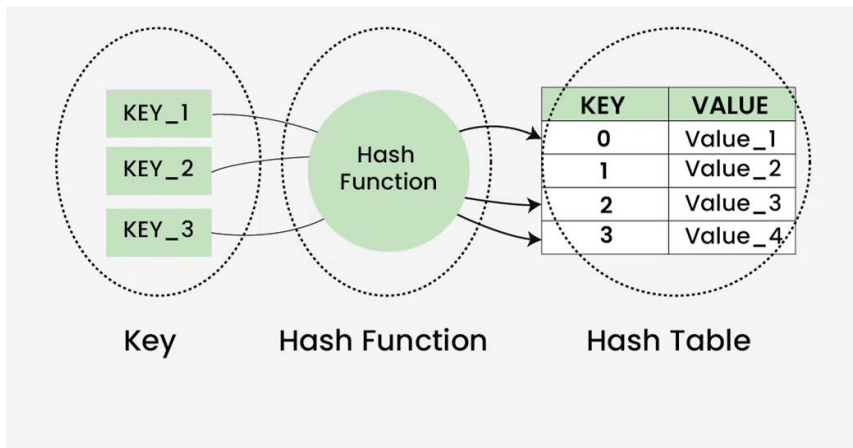 KEY_1
KEY_2
KEY_3
Hash
Function
KEY VALUE
0 Value_1
1 Value_2
2 Value_3
3 Value_4
Key
Hash Function
Hash Table